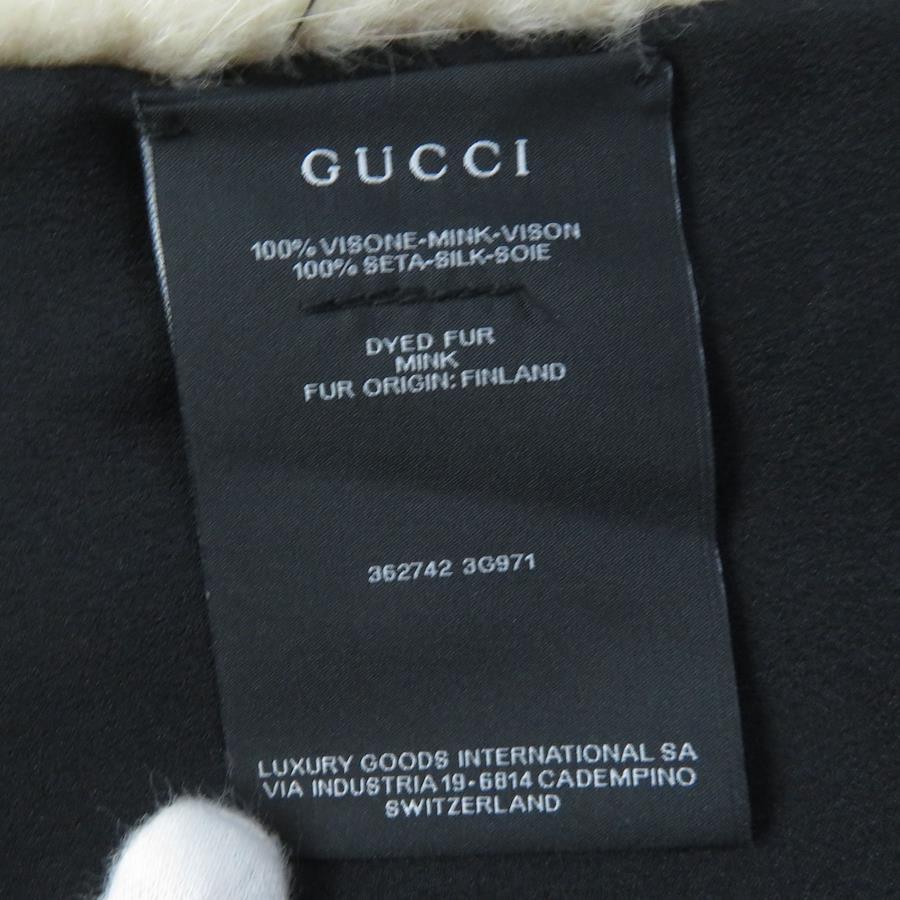 GUCCI
100% VISONE-MINK-VISON
100% SETA-SILK-SOIE
DYED FUR
MINK
FUR ORIGIN: FINLAND
362742 3G971
LUXURY GOODS INTERNATIONAL SA
VIA INDUSTRIA 19-6814 CADEMPINO
SWITZERLAND